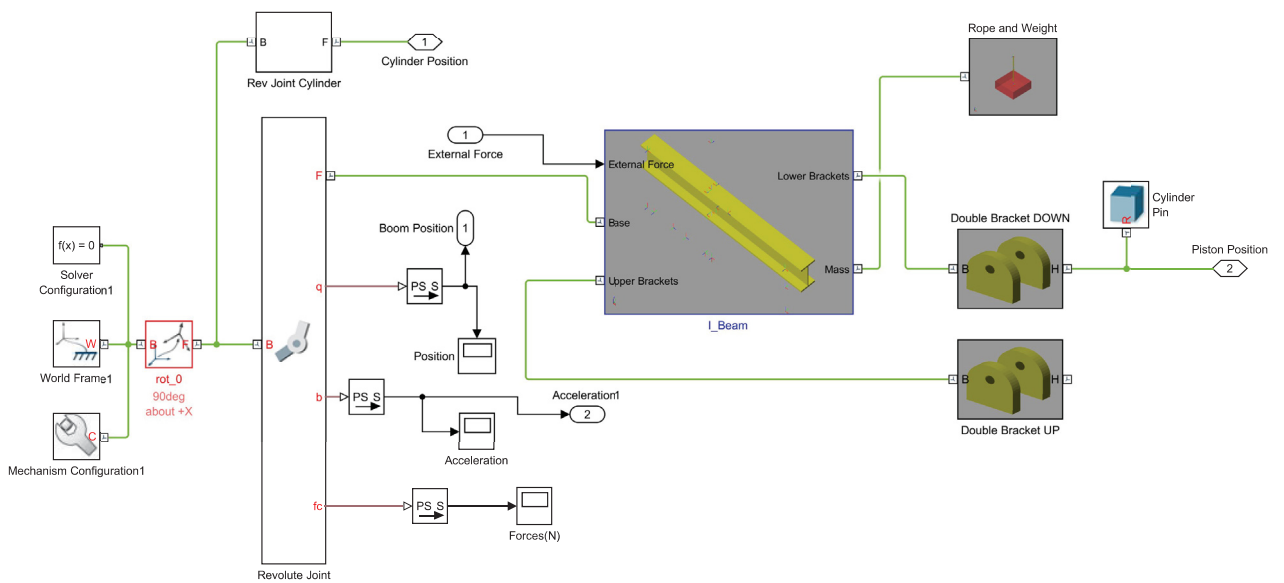 Rope and Weight
B
F
1
Cylinder Position
Rev Joint Cylinder
1
External Force
External Force
F
Lower Brackets
Base
Boom Position
1
Double Bracket DOWN
Cylinder
Pin
R
f(x) = 0
Solver
Configuration1
q
PS S
Upper Brackets
Mass
B
H
Piston Position
2
I_Beam
W
World Frame1
B
F
rot_0
90deg
about +X
B
Position
B
H
Double Bracket UP
b
PS S
Acceleration1
2
Acceleration
C
Mechanism Configuration1
fc
PS S
Forces(N)
Revolute Joint